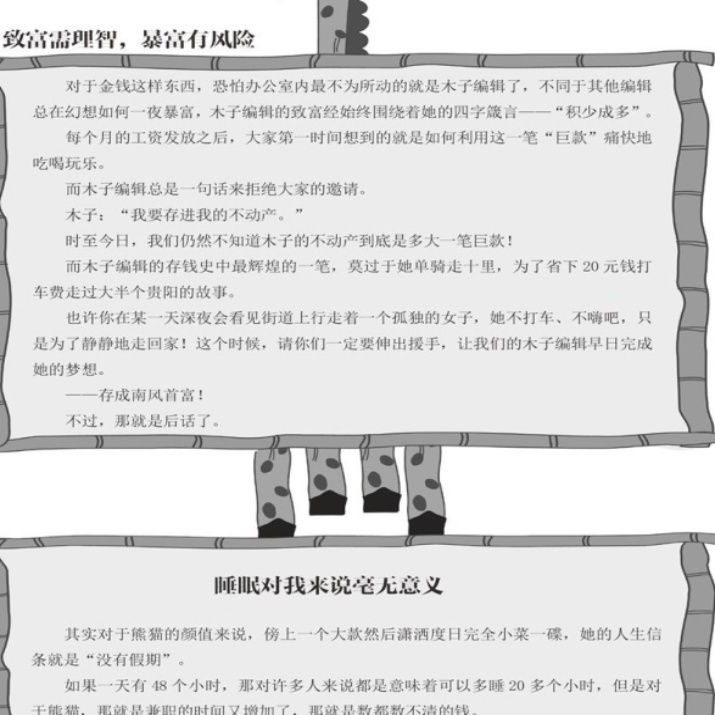 致富需理智，暴富有风险
对于金钱这样东西，恐怕办公室内最不为所动的就是木子编辑了，不同于其他编辑
总在幻想如何一夜暴富，木子编辑的致富经始终围绕着她的四字箴言——“积少成多”。
每个月的工资发放之后，大家第一时间想到的就是如何利用这一笔“巨款”痛快地
吃喝玩乐。
而木子编辑总是一句话来拒绝大家的邀请。
木子：“我要存进我的不动产。”
时至今日，我们仍然不知道木子的不动产到底是多大一笔巨款！
而木子编辑的存钱史中最辉煌的一笔，莫过于她单骑走十里，为了省下 20 元钱打
车费走过大半个贵阳的故事。
也许你在某一天深夜会看见街道上行走着一个孤独的女子，她不打车、不嗨吧，只
是为了静静地走回家！这个时候，请你们一定要伸出援手，让我们的木子编辑早日完成
她的梦想。
——存成南风首富！
不过，那就是后话了。
睡眠对我来说毫无意义
其实对于熊猫的颜值来说，傍上一个大款然后潇洒度日完全小菜一碟，她的人生信
条就是“没有假期”。
如果一天有 48 个小时，那对许多人来说都是意味着可以多睡 20 多个小时，但是对
于熊猫，那就是兼职的时间又增加了，那就是数都数不清的钱。